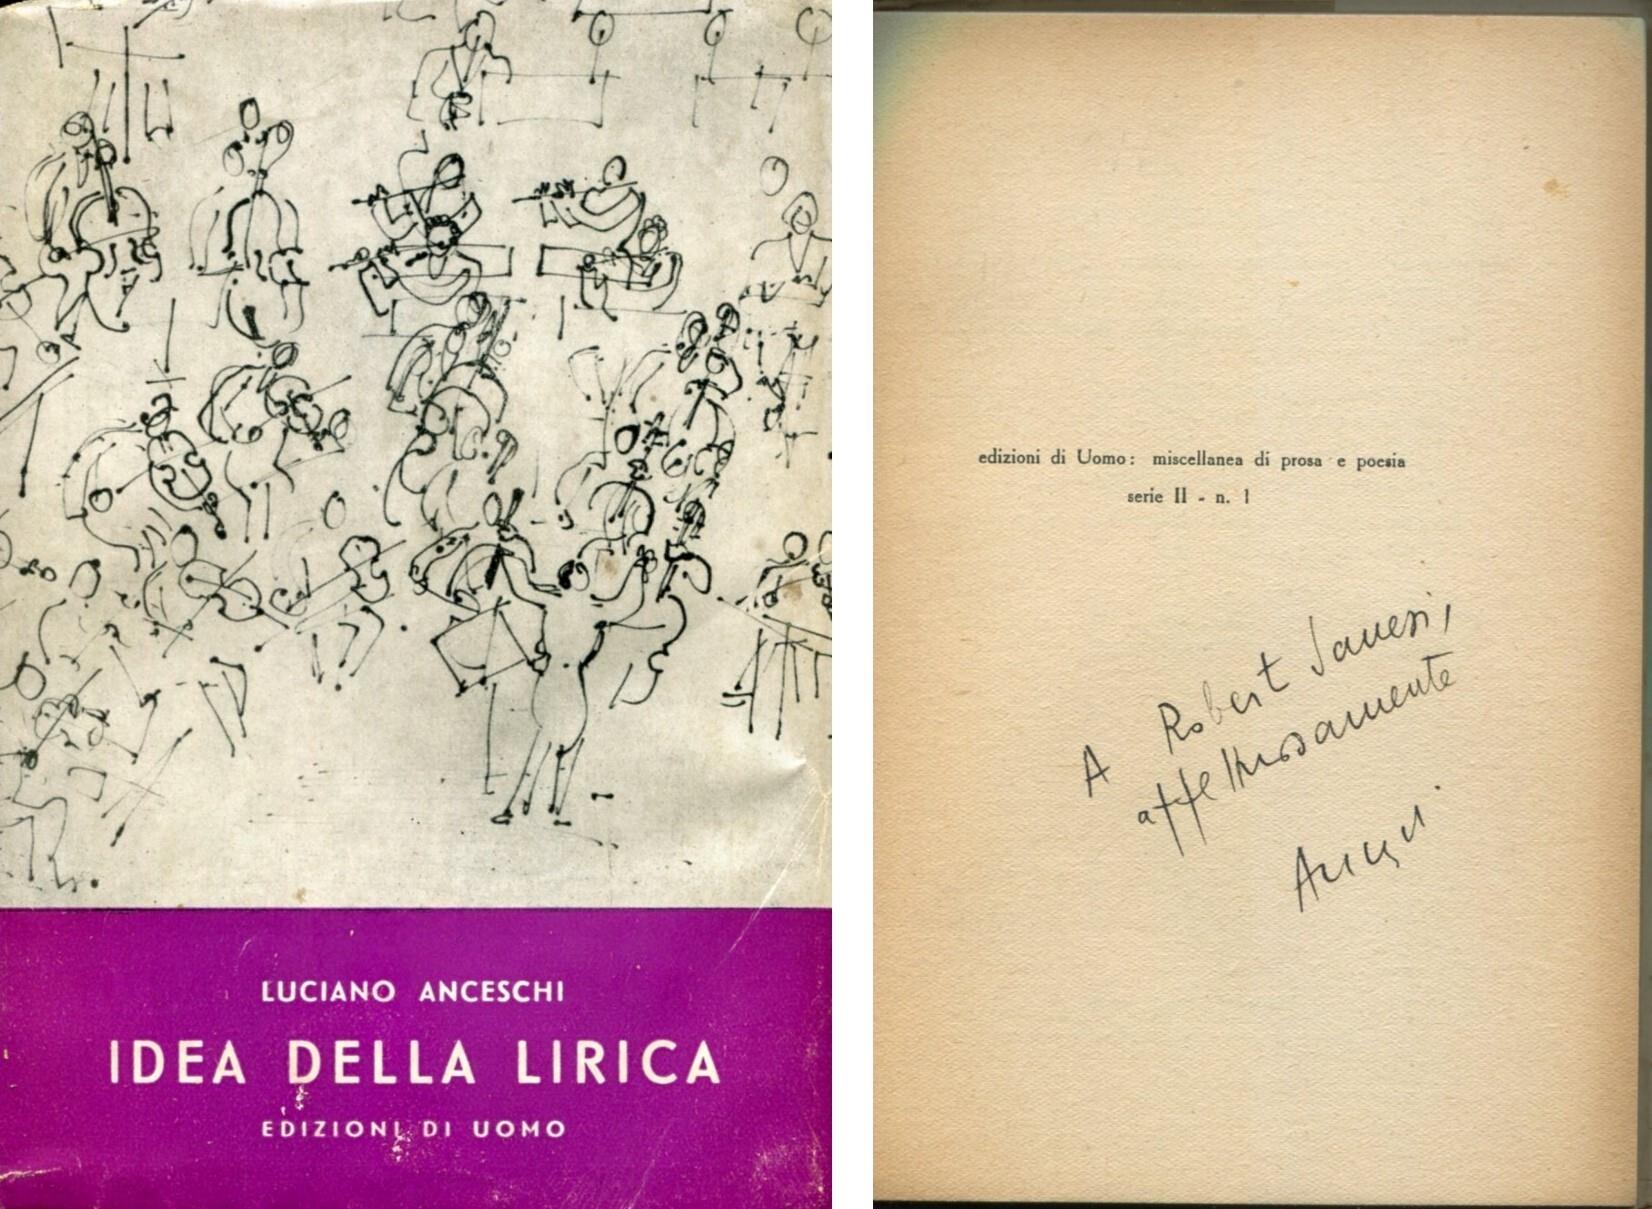 LUCIANO ANCESCHI
IDEA DELLA LIRICA
EDIZIONI DI UOMO
edizioni di Uomo: miscellanea di prosa e poesia
serie II - n. 1
A Robert Sanesi,
affettuosamente